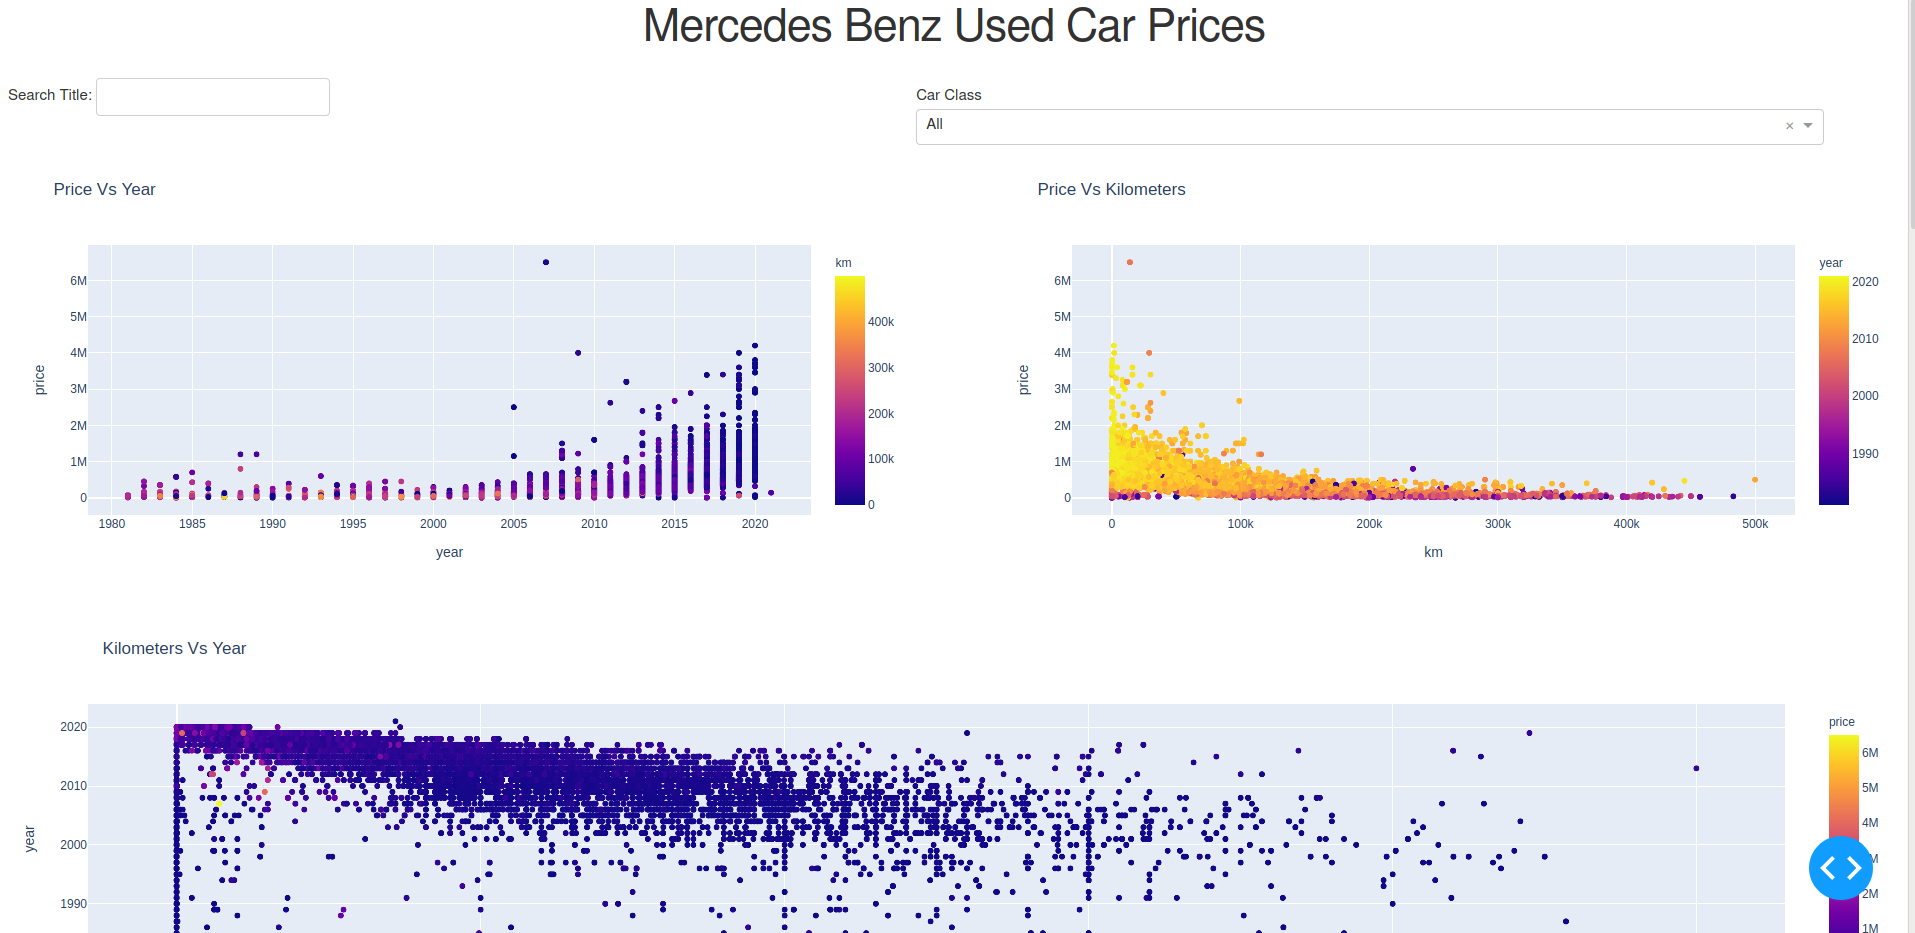 Mercedes Benz Used Car Prices
Search Title:
Car Class
All
Price Vs Year
6M
5M
4M
3M
2M
1M
0
price
1980 1985 1990 1995 2000 2005 2010 2015 2020
year
km
400k
300k
200k
100k
0
Price Vs Kilometers
6M
5M
4M
3M
2M
1M
0
price
0 100k 200k 300k 400k 500k
km
year
2020
2010
2000
1990
Kilometers Vs Year
2020
2010
2000
1990
year
price
6M
5M
4M
M
2M
1M